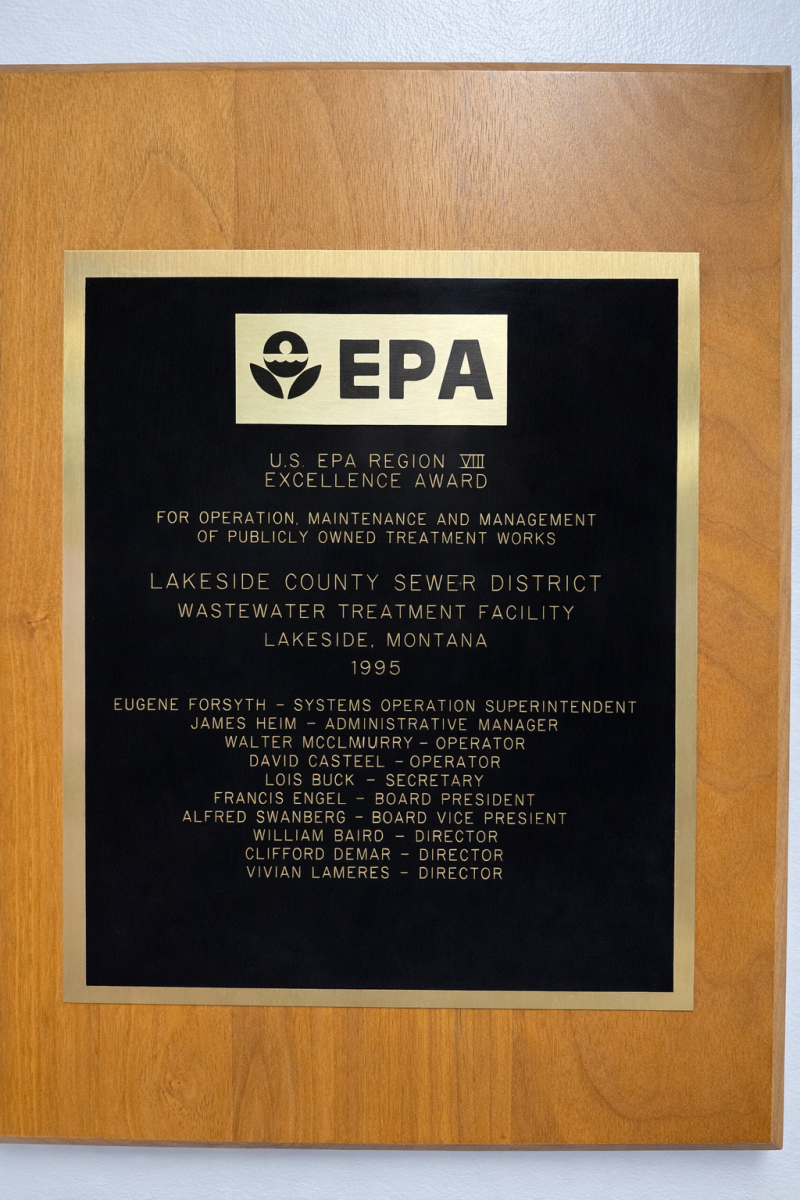 EPA
U.S. EPA REGION VIII
EXCELLENCE AWARD
FOR OPERATION, MAINTENANCE AND MANAGEMENT
OF PUBLICLY OWNED TREATMENT WORKS
LAKESIDE COUNTY SEWER DISTRICT
WASTEWATER TREATMENT FACILITY
LAKESIDE, MONTANA
1995
EUGENE FORSYTH – SYSTEMS OPERATION SUPERINTENDENT
JAMES HEIM – ADMINISTRATIVE MANAGER
WALTER MCCLMIURRY – OPERATOR
DAVID CASTEEL – OPERATOR
LOIS BUCK – SECRETARY
FRANCIS ENGEL – BOARD PRESIDENT
ALFRED SWANBERG – BOARD VICE PRESIENT
WILLIAM BAIRD – DIRECTOR
CLIFFORD DEMAR – DIRECTOR
VIVIAN LAMERES – DIRECTOR